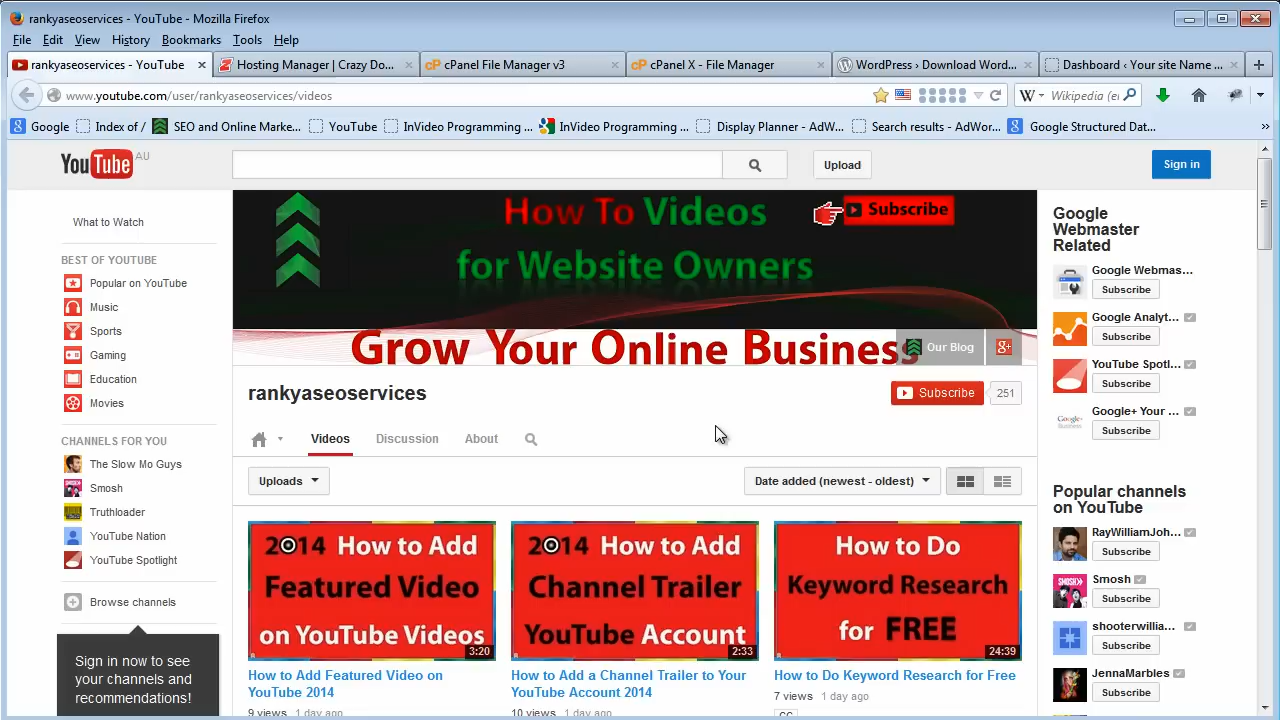 rankyaseoservices - YouTube - Mozilla Firefox
File Edit View History Bookmarks Tools Help
rankyaseoservices - YouTube
Hosting Manager | Crazy Do...
cPanel File Manager v3
cPanel X - File Manager
WordPress › Download Word...
Dashboard ‹ Your site Name ...
www.youtube.com/user/rankyaseoservices/videos
Wikipedia (e
Google
Index of /
SEO and Online Marke...
YouTube
InVideo Programming ...
InVideo Programming ...
Display Planner - AdW...
Search results - AdWor...
Google Structured Dat...
YouTube AU
Upload
Sign in
What to Watch
BEST OF YOUTUBE
Popular on YouTube
Music
Sports
Gaming
Education
Movies
CHANNELS FOR YOU
The Slow Mo Guys
Smosh
Truthloader
YouTube Nation
YouTube Spotlight
Browse channels
Sign in now to see
your channels and
recommendations!
How To Videos
for Website Owners
Subscribe
Grow Your Online Business
Our Blog
rankyaseoservices
Subscribe 251
Videos Discussion About
Uploads
Date added (newest - oldest)
2014 How to Add
Featured Video
on YouTube Videos
3:20
How to Add Featured Video on
YouTube 2014
9 views 1 day ago
2014 How to Add
Channel Trailer
YouTube Account
2:33
How to Add a Channel Trailer to Your
YouTube Account 2014
10 views 1 day ago
How to Do
Keyword Research
for FREE
24:39
How to Do Keyword Research for Free
7 views 1 day ago
CC
Google
Webmaster
Related
Google Webmas...
Subscribe
Google Analyt...
Subscribe
YouTube Spotl...
Subscribe
Google+ Your ...
Subscribe
Popular channels
on YouTube
RayWilliamJoh...
Subscribe
Smosh
Subscribe
shooterwillia...
Subscribe
JennaMarbles
Subscribe